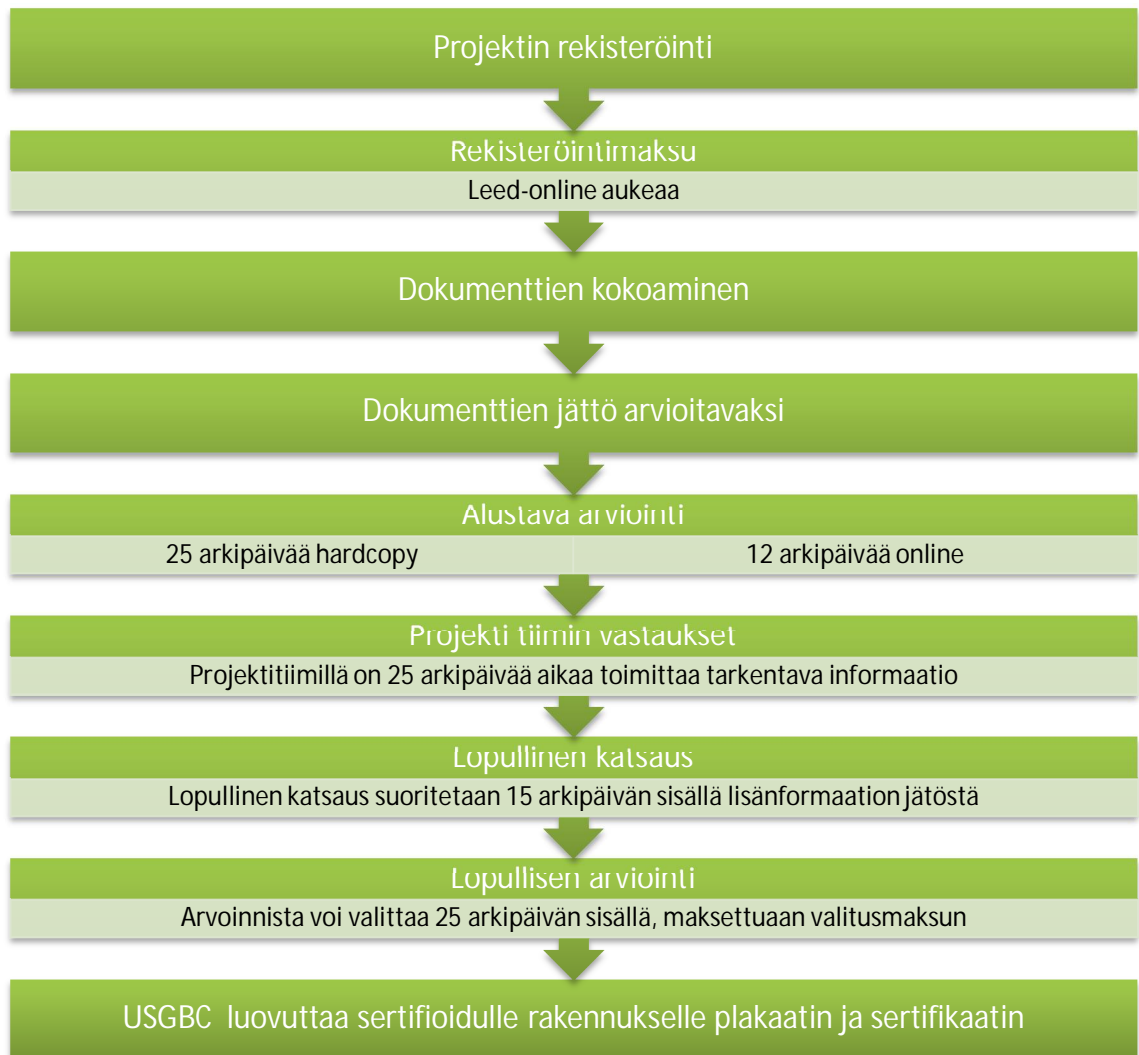 Projektin rekisteröinti
Rekisteröintimaksu
Leed-online aukeaa
Dokumenttien kokoaminen
Dokumenttien jättö arvioitavaksi
Alustava arviointi
25 arkipäivää hardcopy
12 arkipäivää online
Projekti tiimin vastaukset
Projektitiimillä on 25 arkipäivää aikaa toimittaa tarkentava informaatio
Lopullinen katsaus
Lopullinen katsaus suoritetaan 15 arkipäivän sisällä lisänformaation jätöstä
Lopullisen arviointi
Arvoinnista voi valittaa 25 arkipäivän sisällä, maksettuaan valitusmaksun
USGBC luovuttaa sertifioidulle rakennukselle plakaatin ja sertifikaatin